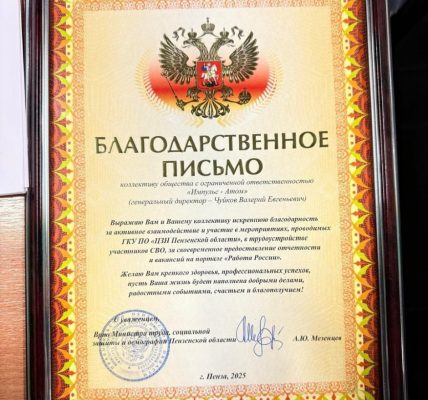 БЛАГОДАРСТВЕННОЕ
ПИСЬМО
коллективу общества с ограниченной ответственностью
«Импульс - Атом»
(генеральный директор – Чуйков Валерий Евгеньевич)
Выражаю Вам и Вашему коллективу искреннюю благодарность
за активное взаимодействие и участие в мероприятиях, проводимых
ГКУ ПО «ЦЗН Пензенской области», в трудоустройстве
участников СВО, за своевременное предоставление отчетности
и вакансий на портале «Работа России».
Желаю Вам крепкого здоровья, профессиональных успехов,
пусть Ваша жизнь будет наполнена добрыми делами,
радостными событиями, счастьем и благополучием!
С уважением,
Врио Министра труда, социальной
защиты и демографии Пензенской области
А.Ю. Мезенцев
г. Пенза, 2025